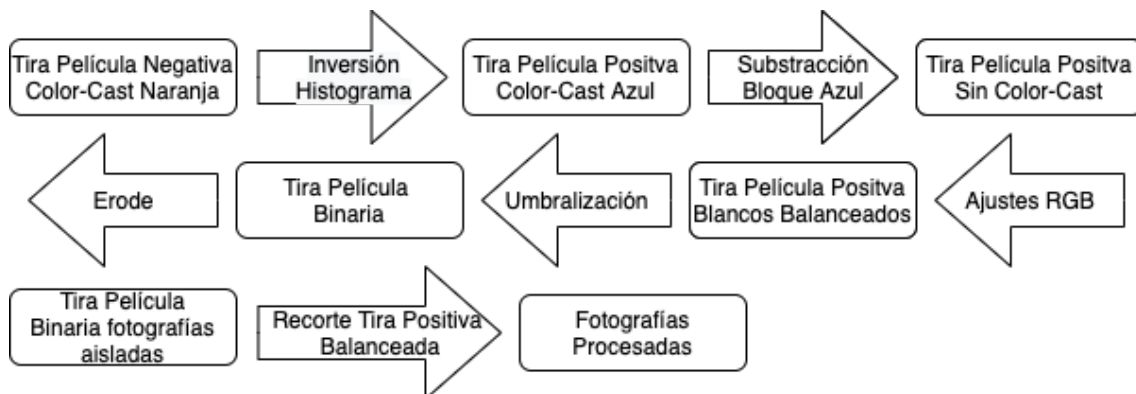 Tira Película Negativa
Color-Cast Naranja
Inversión
Histograma
Tira Película Positva
Color-Cast Azul
Substracción
Bloque Azul
Tira Película Positva
Sin Color-Cast
Ajustes RGB
Tira Película Positva
Blancos Balanceados
Umbralización
Tira Película
Binaria
Erode
Tira Película
Binaria fotografías
aisladas
Recorte Tira Positiva
Balanceada
Fotografías
Procesadas